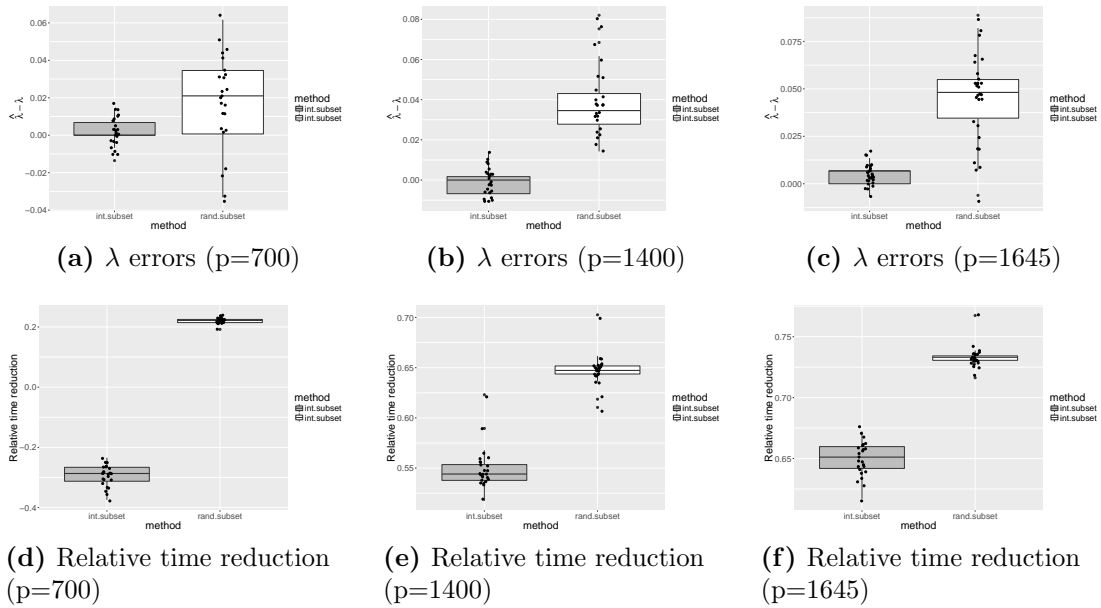 0.06
0.04
0.02
0.00
−0.02
−0.04
λ̂ − λ
int.subset
rand.subset
method
method
int.subset
int.subset
(a) λ errors (p=700)
0.08
0.04
0.00
λ̂ − λ
int.subset
rand.subset
method
method
int.subset
int.subset
(b) λ errors (p=1400)
0.075
0.050
0.025
0.000
λ̂ − λ
int.subset
rand.subset
method
method
int.subset
int.subset
(c) λ errors (p=1645)
0.2
0.0
−0.2
−0.4
Relative time reduction
int.subset
rand.subset
method
method
int.subset
int.subset
(d) Relative time reduction
(p=700)
0.70
0.65
0.60
0.55
Relative time reduction
int.subset
rand.subset
method
method
int.subset
int.subset
(e) Relative time reduction
(p=1400)
0.75
0.70
0.65
Relative time reduction
int.subset
rand.subset
method
method
int.subset
int.subset
(f) Relative time reduction
(p=1645)